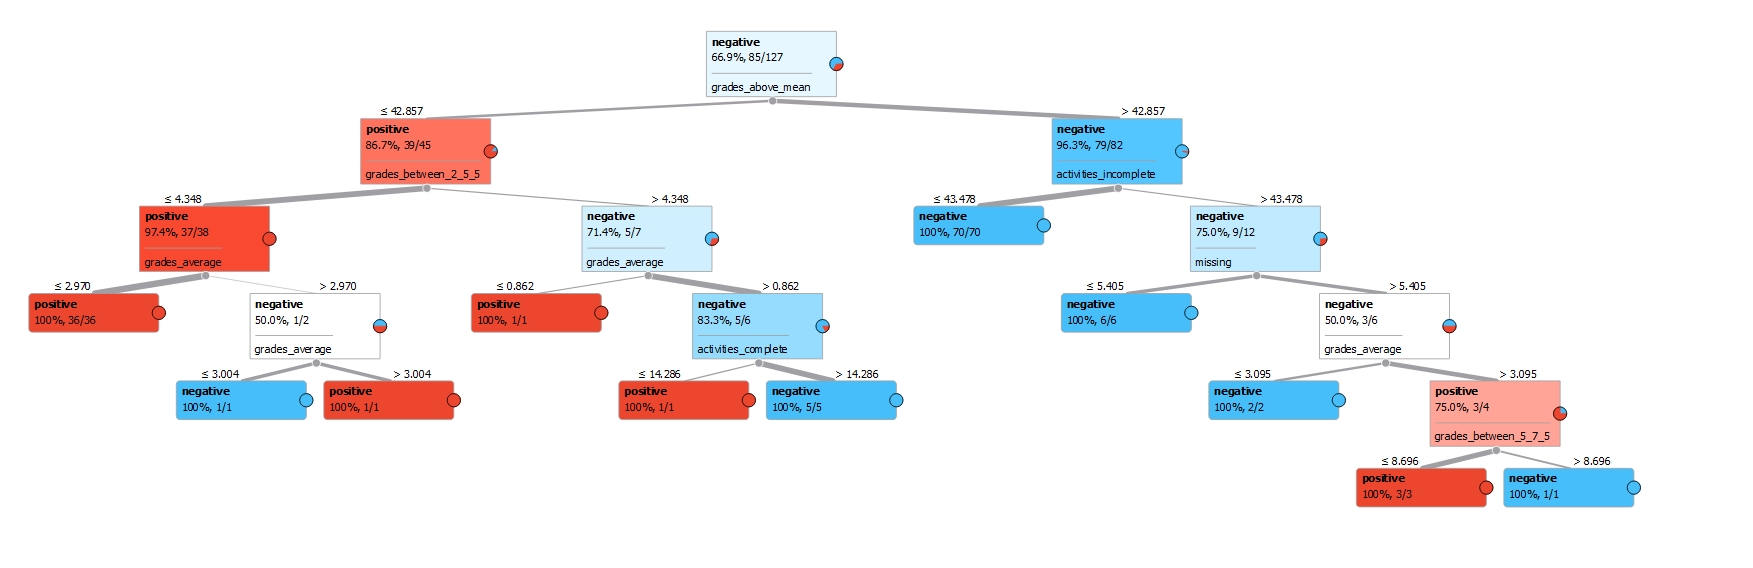 negative
66.9%, 85/127
grades_above_mean
≤ 42.857
> 42.857
positive
86.7%, 39/45
grades_between_2_5_5
negative
96.3%, 79/82
activities_incomplete
≤ 4.348
> 4.348
≤ 43.478
> 43.478
positive
97.4%, 37/38
grades_average
negative
71.4%, 5/7
grades_average
negative
100%, 70/70
negative
75.0%, 9/12
missing
≤ 2.970
> 2.970
≤ 0.862
> 0.862
≤ 5.405
> 5.405
positive
100%, 36/36
negative
50.0%, 1/2
grades_average
positive
100%, 1/1
negative
83.3%, 5/6
activities_complete
negative
100%, 6/6
negative
50.0%, 3/6
grades_average
≤ 3.004
> 3.004
≤ 14.286
> 14.286
≤ 3.095
> 3.095
negative
100%, 1/1
positive
100%, 1/1
positive
100%, 1/1
negative
100%, 5/5
negative
100%, 2/2
positive
75.0%, 3/4
grades_between_5_7_5
≤ 8.696
> 8.696
positive
100%, 3/3
negative
100%, 1/1